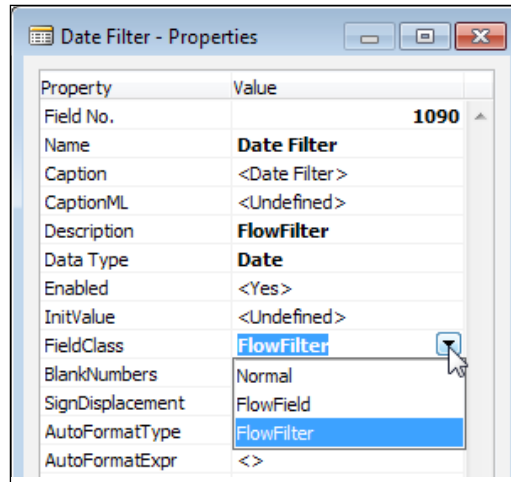 Date Filter - Properties
Property Value
Field No. 1090
Name Date Filter
Caption <Date Filter>
CaptionML <Undefined>
Description FlowFilter
Data Type Date
Enabled <Yes>
InitValue <Undefined>
FieldClass FlowFilter
BlankNumbers Normal
SignDisplacement FlowField
AutoFormatType FlowFilter
AutoFormatExpr <>